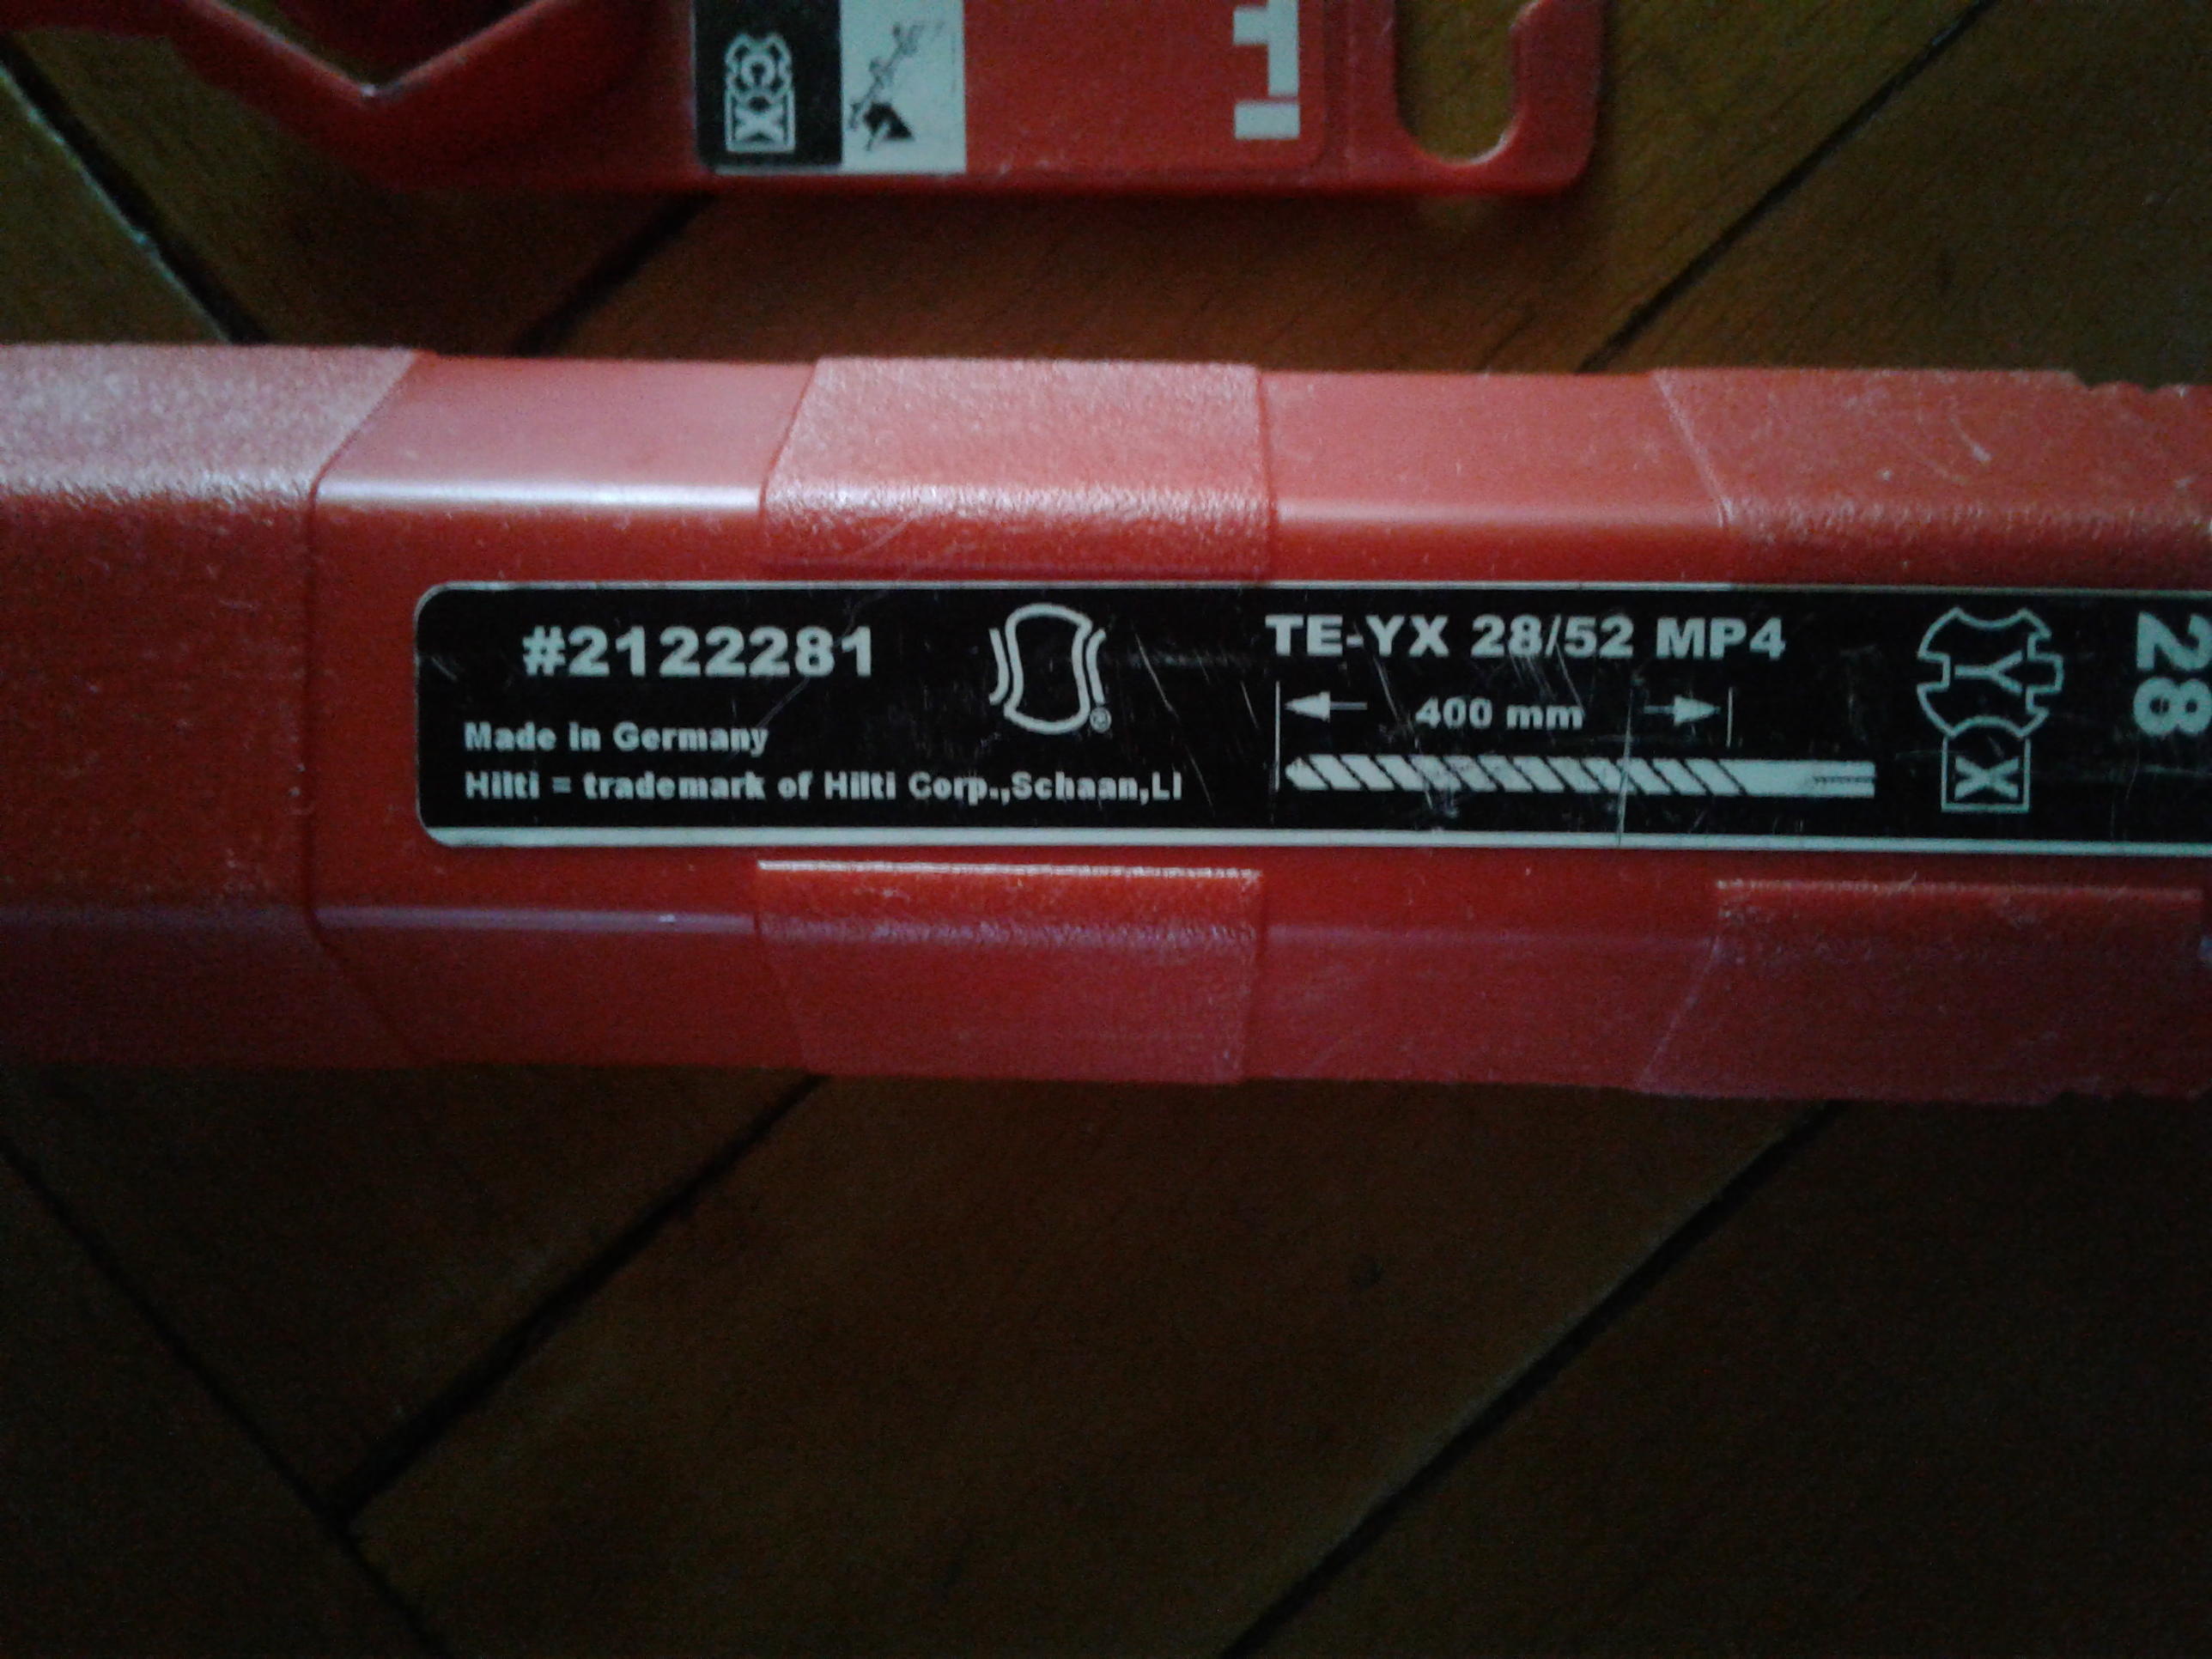 CX
TI
#2122281
Made in Germany
Hilti = trademark of Hilti Corp.,Schaan,LI
®
TE-YX 28/52 MP4
400 mm
Y
X
28